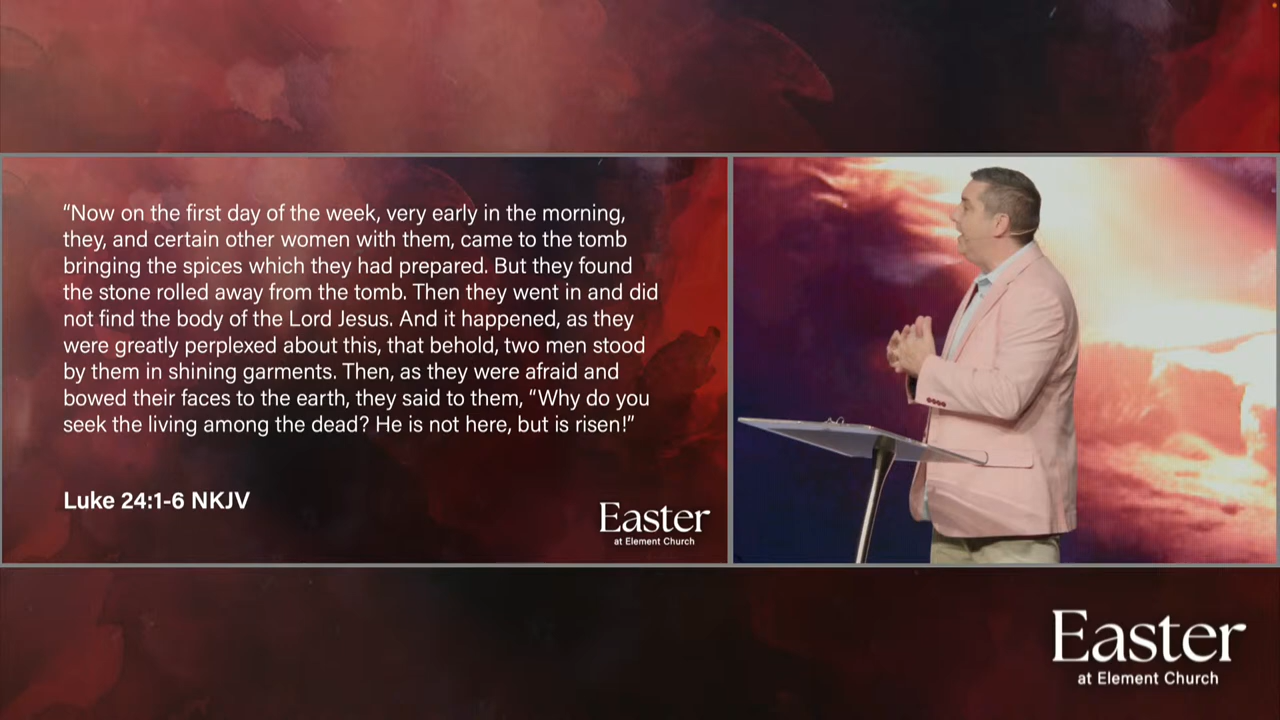 “Now on the first day of the week, very early in the morning,
they, and certain other women with them, came to the tomb
bringing the spices which they had prepared. But they found
the stone rolled away from the tomb. Then they went in and did
not find the body of the Lord Jesus. And it happened, as they
were greatly perplexed about this, that behold, two men stood
by them in shining garments. Then, as they were afraid and
bowed their faces to the earth, they said to them, “Why do you
seek the living among the dead? He is not here, but is risen!”
Luke 24:1-6 NKJV
Easter
at Element Church
Easter
at Element Church